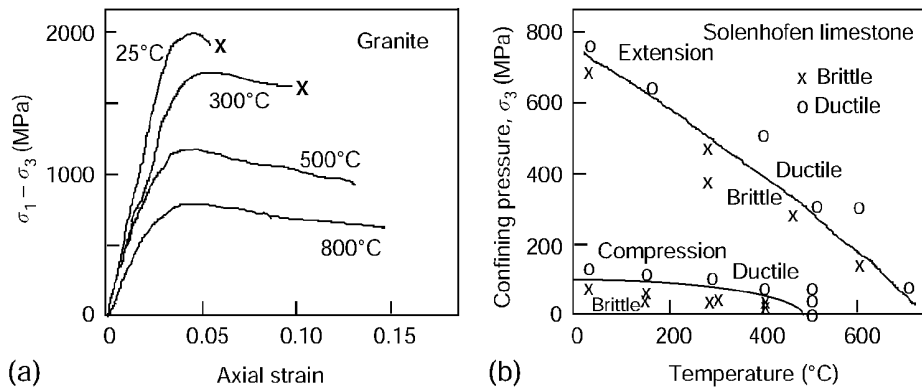 2000
1000
0
σ₁ – σ₃ (MPa)
Granite
25°C
X
300°C
X
500°C
800°C
0 0.05 0.10 0.15
Axial strain
(a)
800
600
400
200
0
Confining pressure, σ₃ (MPa)
Solenhofen limestone
x Brittle
o Ductile
Extension
Ductile
Brittle
Compression
Ductile
Brittle
0 200 400 600
Temperature (°C)
(b)